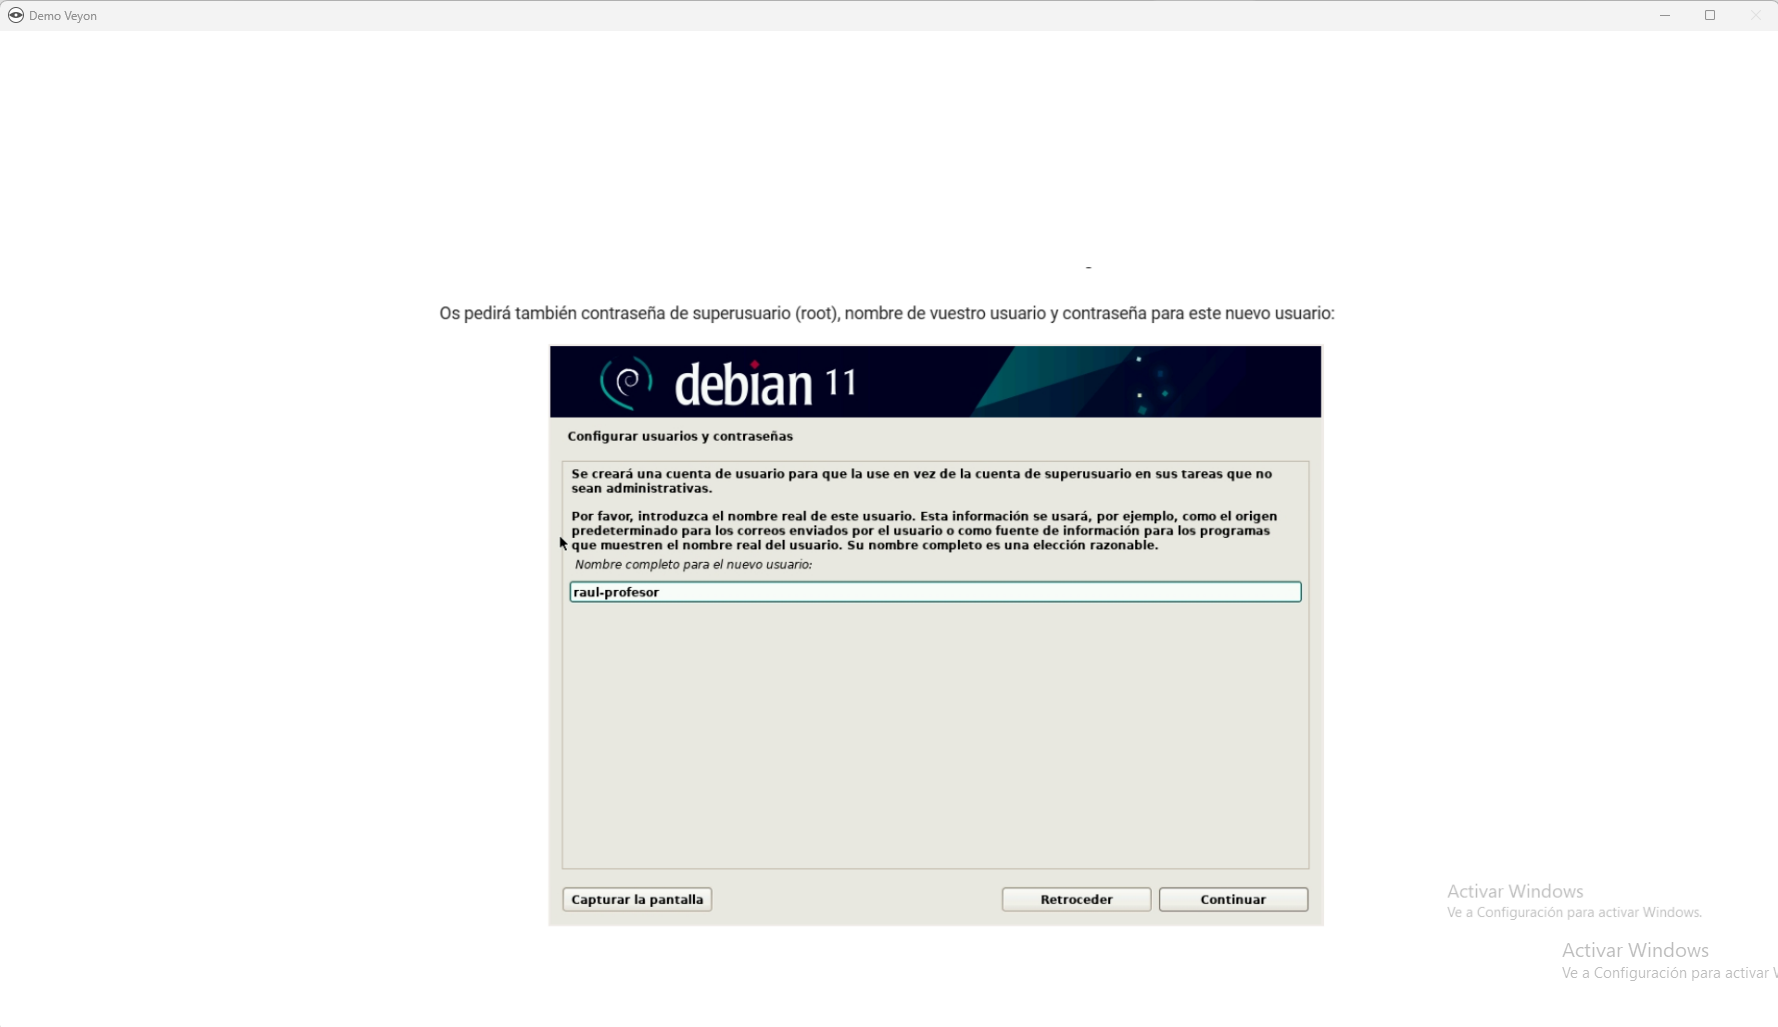 Demo Veyon
Os pedirá también contraseña de superusuario (root), nombre de vuestro usuario y contraseña para este nuevo usuario:
debian 11
Configurar usuarios y contraseñas
Se creará una cuenta de usuario para que la use en vez de la cuenta de superusuario en sus tareas que no
sean administrativas.
Por favor, introduzca el nombre real de este usuario. Esta información se usará, por ejemplo, como el origen
predeterminado para los correos enviados por el usuario o como fuente de información para los programas
que muestren el nombre real del usuario. Su nombre completo es una elección razonable.
Nombre completo para el nuevo usuario:
raul-profesor
Capturar la pantalla
Retroceder
Continuar
Activar Windows
Ve a Configuración para activar Windows.
Activar Windows
Ve a Configuración para activar